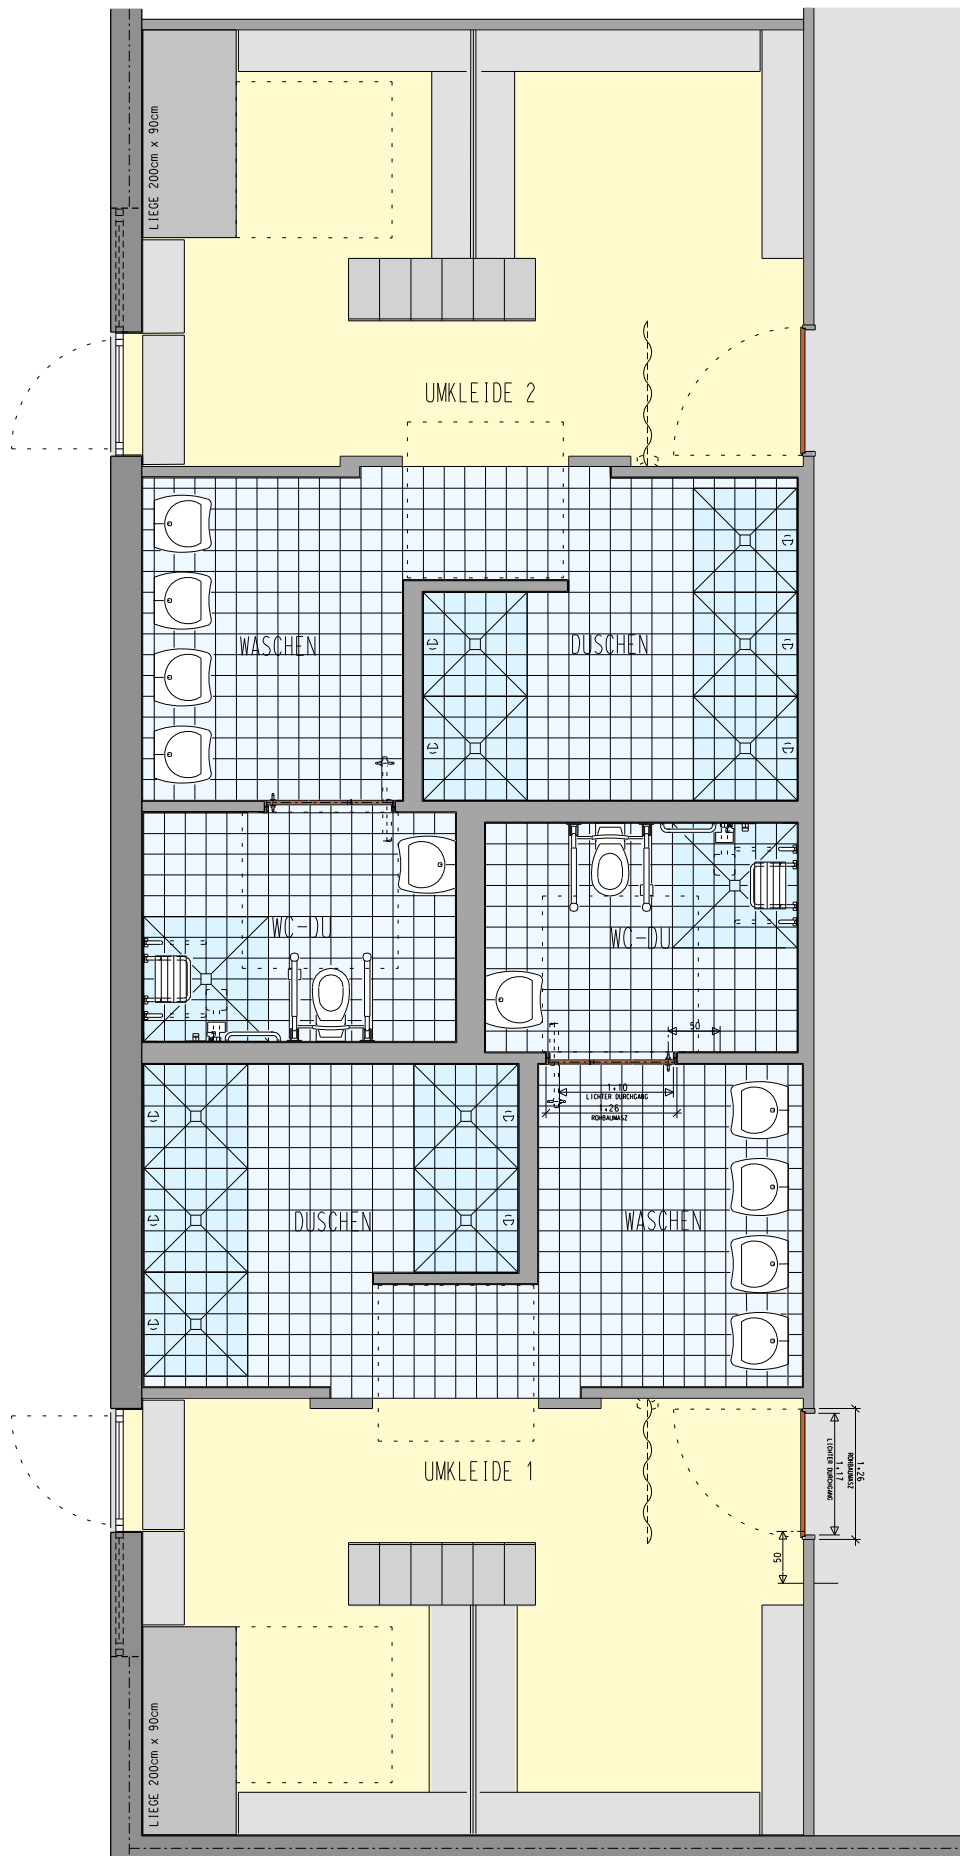 LIEGE 200cm x 90cm
UMKLEIDE 2
WASCHEN
DUSCHEN
WC-DU
WC-DU
50
1.10
LICHTER DURCHGANG
.26
ROHBAUMASZ
DUSCHEN
WASCHEN
UMKLEIDE 1
1.26
ROHBAUMASZ
1.17
LICHTER DURCHGANG
50
LIEGE 200cm x 90cm